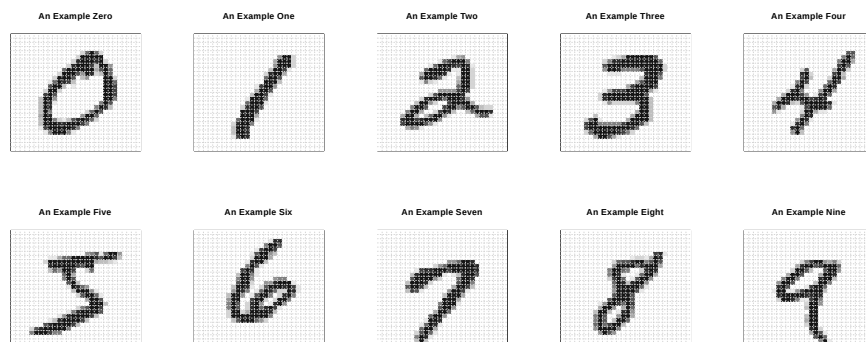 An Example Zero
An Example One
An Example Two
An Example Three
An Example Four
0
1
2
3
4
An Example Five
An Example Six
An Example Seven
An Example Eight
An Example Nine
5
6
7
8
9